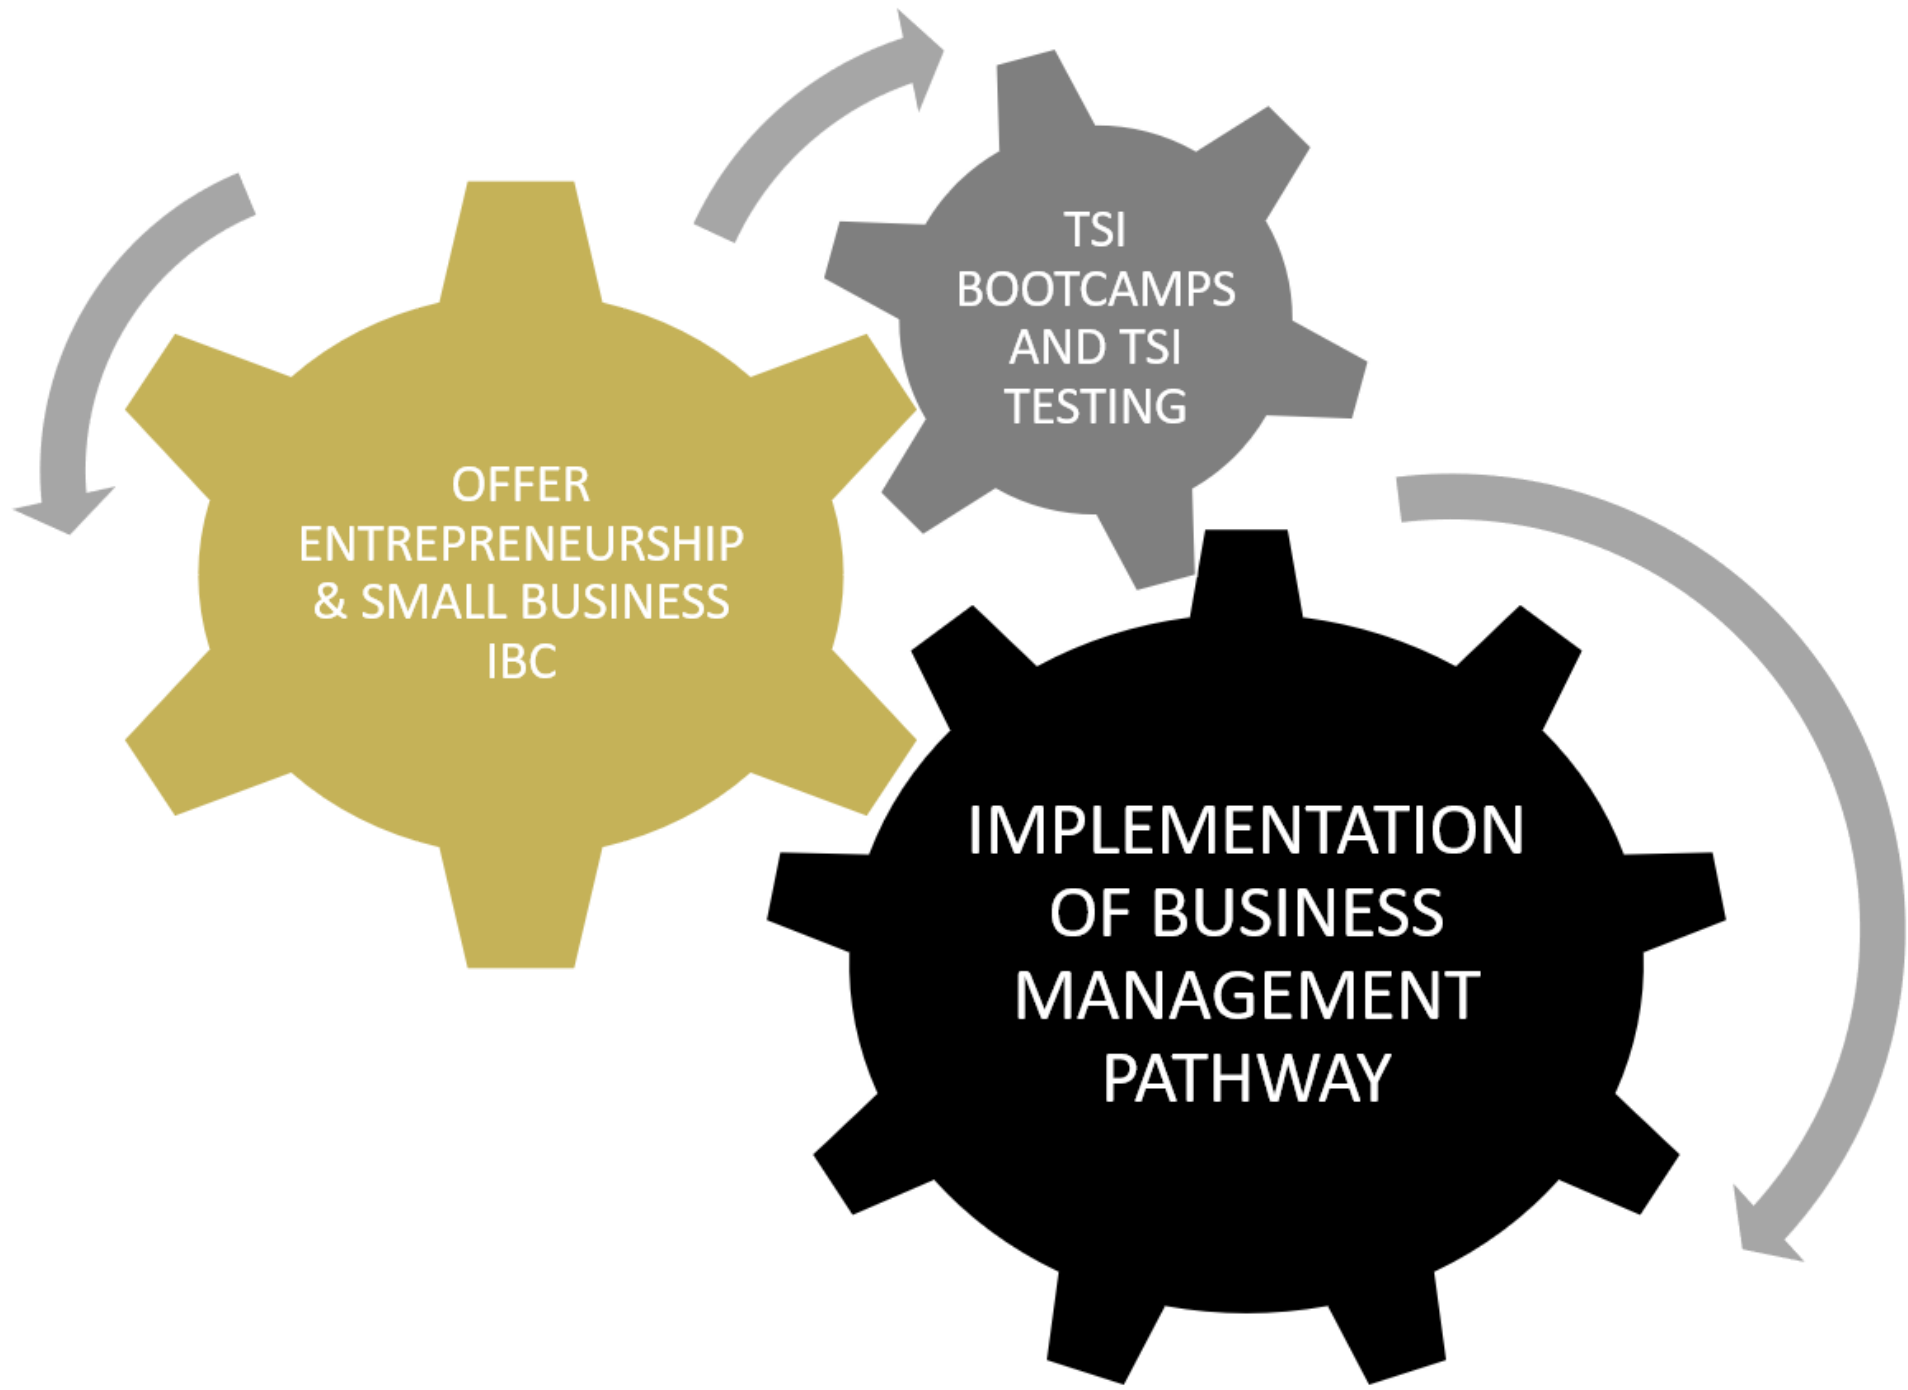 TSI
BOOTCAMPS
AND TSI
TESTING
OFFER
ENTREPRENEURSHIP
& SMALL BUSINESS
IBC
IMPLEMENTATION
OF BUSINESS
MANAGEMENT
PATHWAY